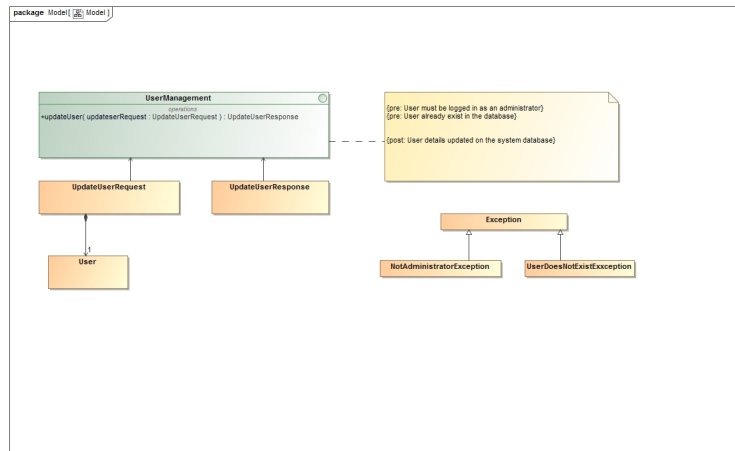 package Model[ Model ]
UserManagement
operations
+updateUser( updateserRequest : UpdateUserRequest ) : UpdateUserResponse
{pre: User must be logged in as an administrator}
{pre: User already exist in the database}
{post: User details updated on the system database}
UpdateUserRequest
UpdateUserResponse
Exception
1
User
NotAdministratorException
UserDoesNotExistExxception